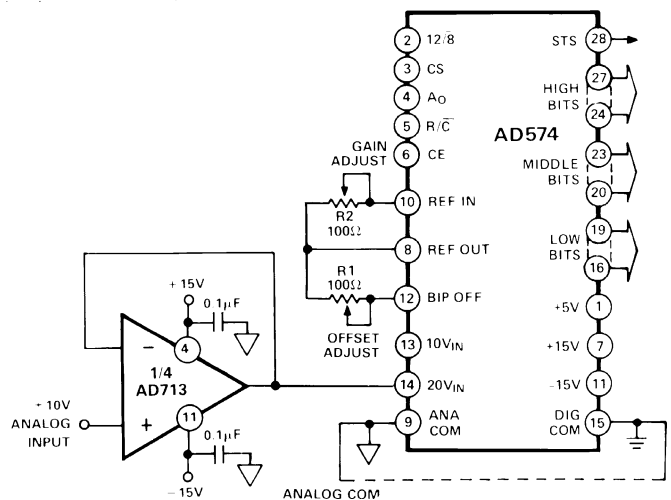 2 12/8̅ STS 28
3 CS 27
HIGH BITS
4 A₀ 24
5 R/C̅ AD574
6 CE 23
MIDDLE BITS
20
GAIN ADJUST
10 REF IN 19
R2
100Ω
LOW BITS
8 REF OUT 16
R1
100Ω
12 BIP OFF 1 +5V
OFFSET ADJUST
13 10VIN 7 +15V
14 20VIN 11 -15V
9 ANA COM 15 DIG COM
+15V
0.1μF
4
−
1/4
AD713
+
11
0.1μF
−15V
+10V
ANALOG
INPUT
ANALOG COM